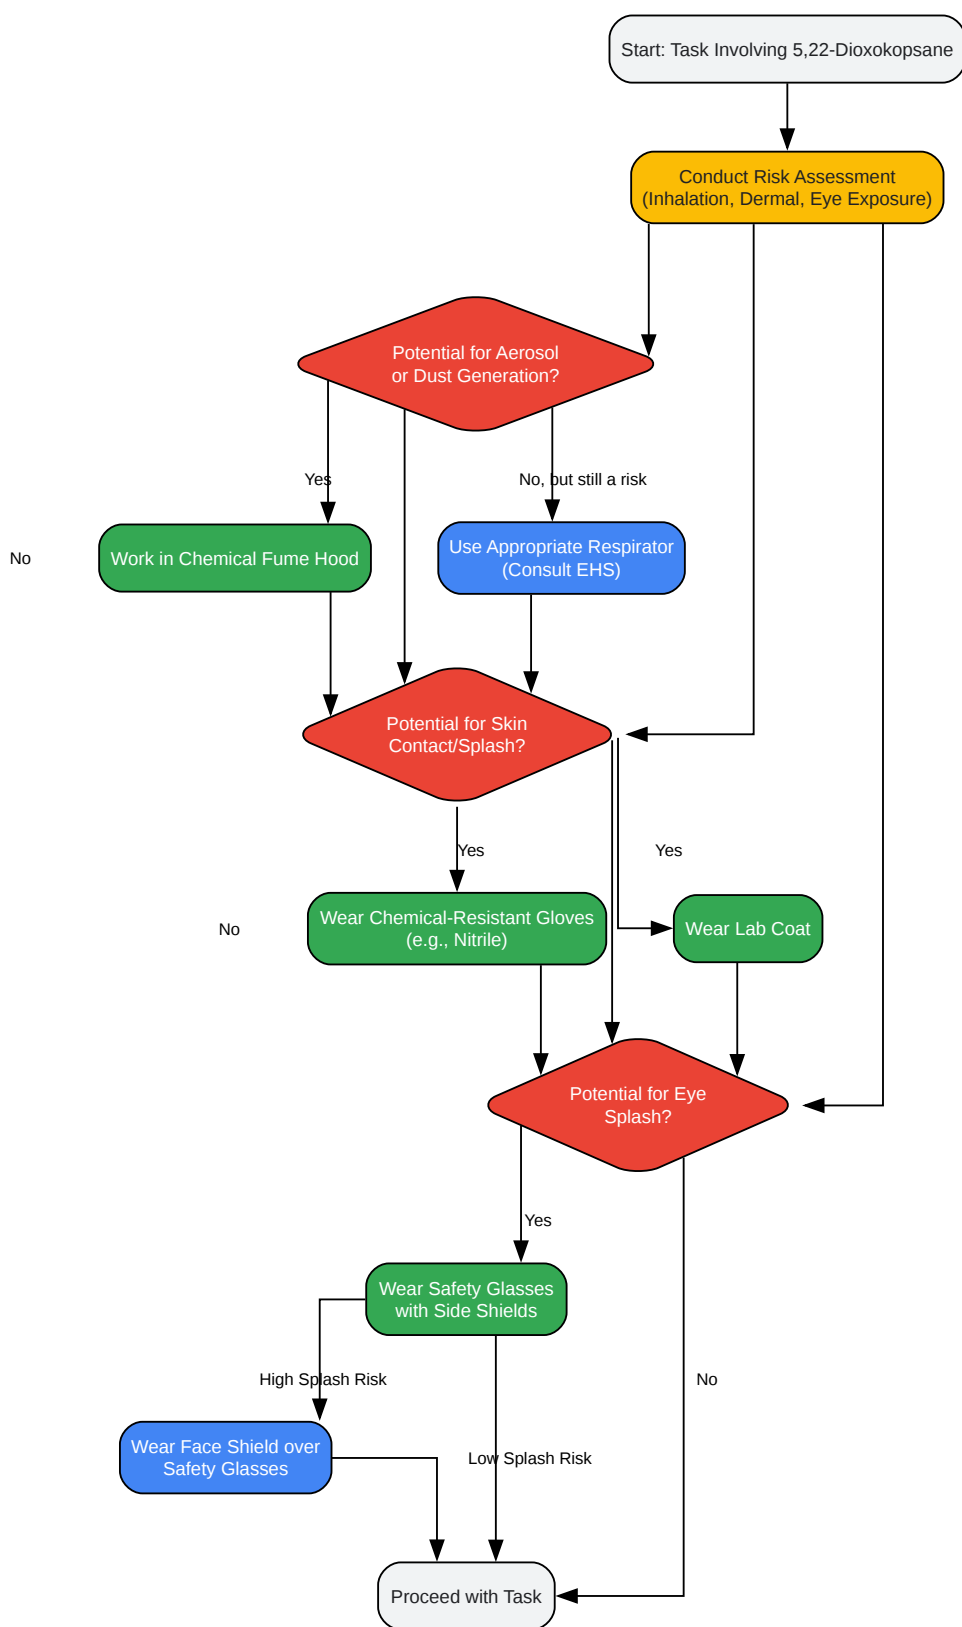 Start: Task Involving 5,22-Dioxokopsane
Conduct Risk Assessment
(Inhalation, Dermal, Eye Exposure)
Potential for Aerosol
or Dust Generation?
Yes
No, but still a risk
No
Work in Chemical Fume Hood
Use Appropriate Respirator
(Consult EHS)
Potential for Skin
Contact/Splash?
Yes
Yes
No
Wear Chemical-Resistant Gloves
(e.g., Nitrile)
Wear Lab Coat
Potential for Eye
Splash?
Yes
Wear Safety Glasses
with Side Shields
High Splash Risk
No
Wear Face Shield over
Safety Glasses
Low Splash Risk
Proceed with Task